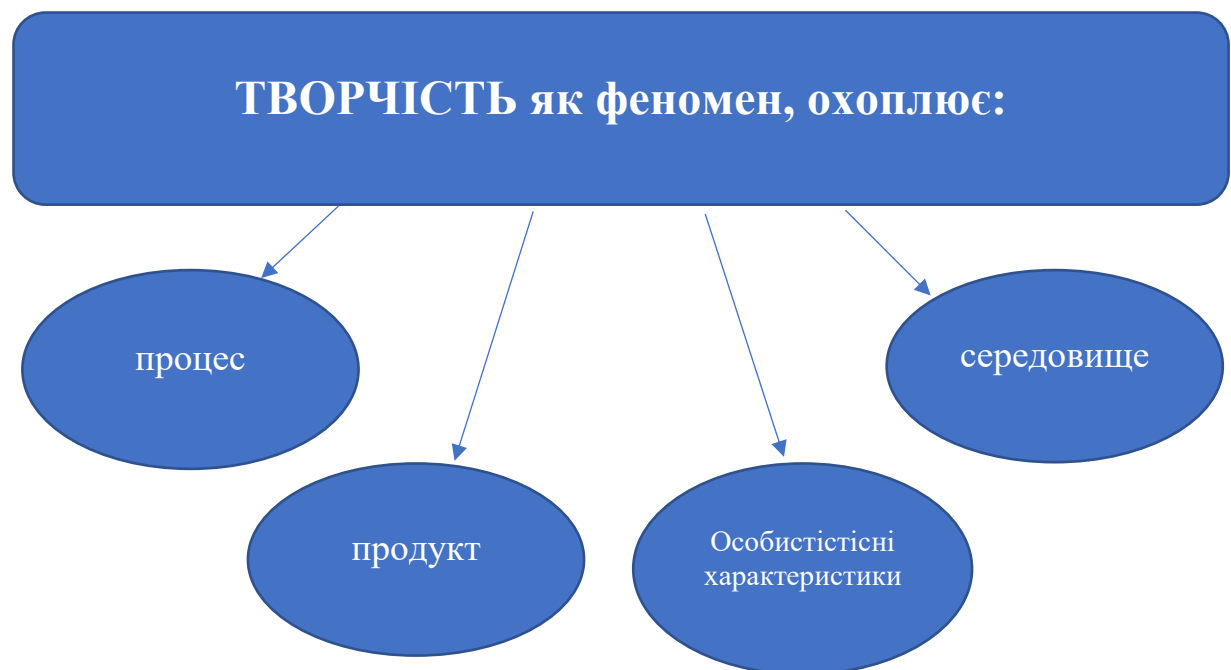 ТВОРЧІСТЬ як феномен, охоплює:
процес
середовище
продукт
Особистістісні
характеристики